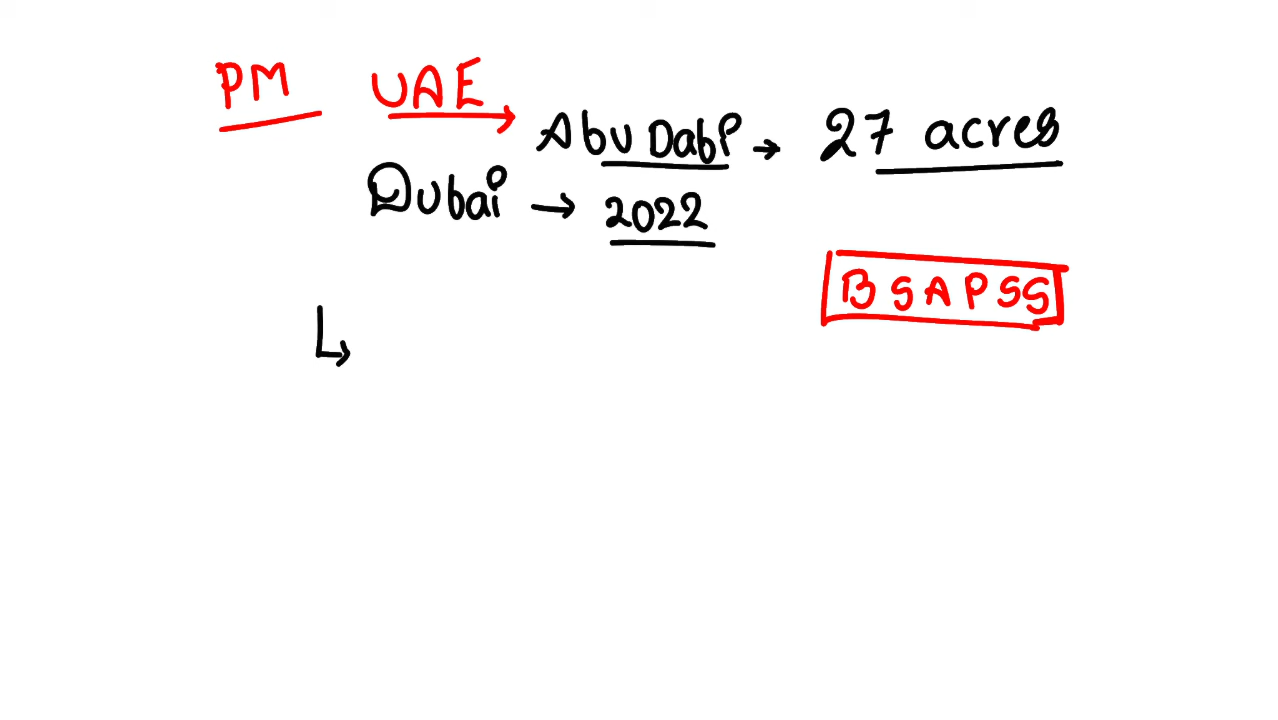 PM UAE → Abu Dabi → 27 acres
Dubai → 2022
BSAPSS